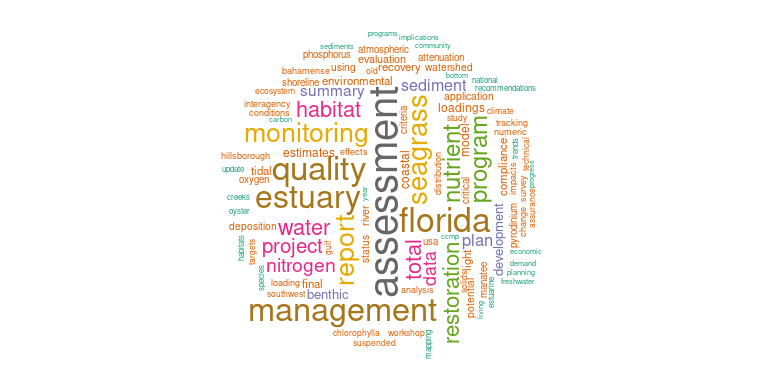 programs
implications
sediments
atmospheric
community
phosphorus
evaluation
attenuation
bahamense
using
old
recovery
watershed
shoreline
environmental
bottom
national
ecosystem
summary
sediment
recommendations
interagency
habitat
application
conditions
loadings
climate
carbon
criteria
study
tracking
monitoring
seagrass
numeric
assessment
nutrient
program
model
hillsborough
estimates
effects
coastal
distribution
compliance
trends
technical
update
tidal
quality
oxygen
critical
impacts
survey
progress
creeks
estuary
year
assurance
oyster
florida
development
pyrodinium
change
deposition
water
river
report
status
total
usa
ccmp
plan
habitats
targets
project
gulf
data
restoration
light
economic
species
nitrogen
solids
demand
loading
final
potential
manatee
planning
southwest
benthic
analysis
estuarine
freshwater
management
living
chlorophylla
workshop
mapping
suspended